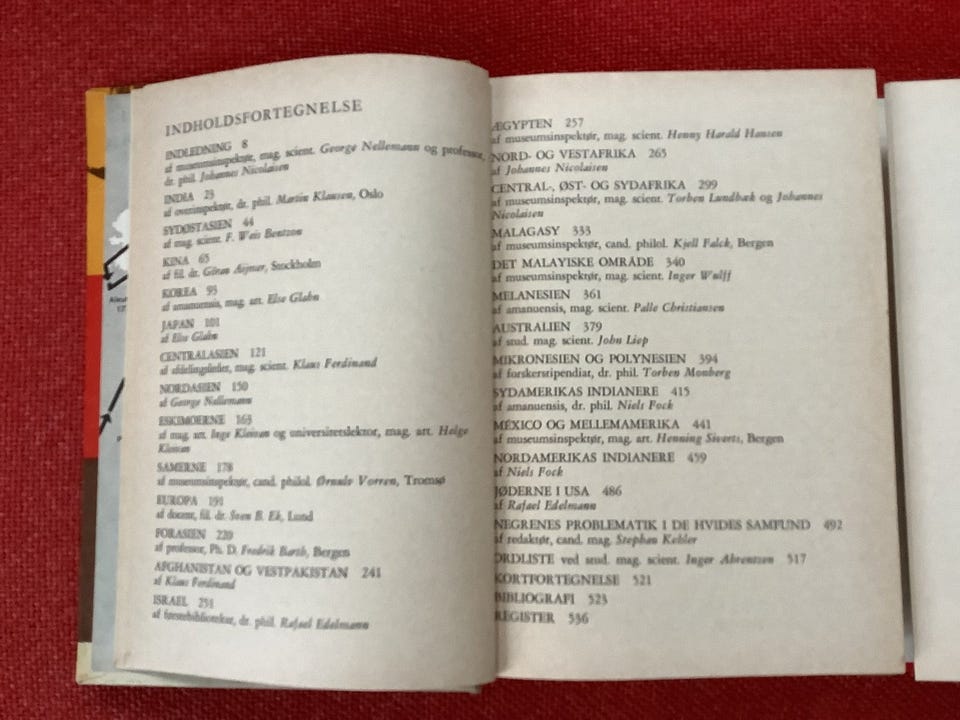 INDHOLDSFORTEGNELSE
INDLEDNING 8
af museumsinspektør, mag. scient. George Nellemann og professor,
dr. phil. Johannes Nicolaisen
INDIA 23
af overinspektør, dr. phil. Martin Klausen, Oslo
SYDØSTASIEN 44
af mag. scient. F. Weis Bentzon
KINA 65
af fil. dr. Göran Aijmer, Stockholm
KOREA 93
af amanuensis, mag. art. Else Glahn
JAPAN 101
af Else Glahn
CENTRALASIEN 121
af afdelingsleder, mag. scient. Klaus Ferdinand
NORDASIEN 150
af George Nellemann
ESKIMOERNE 163
af mag. art. Inge Kleivan og universitetslektor, mag. art. Helge
Kleivan
SAMERNE 178
af museumsinspektør, cand. philol. Ørnulv Vorren, Tromsø
EUROPA 191
af docent, fil. dr. Sven B. Ek, Lund
FORASIEN 220
af professor, Ph. D. Fredrik Barth, Bergen
AFGHANISTAN OG VESTPAKISTAN 241
af Klaus Ferdinand
ISRAEL 251
af førstebibliotekar, dr. phil. Rafael Edelmann
ÆGYPTEN 257
af museumsinspektør, mag. scient. Henny Harald Hansen
NORD- OG VESTAFRIKA 265
af Johannes Nicolaisen
CENTRAL-, ØST- OG SYDAFRIKA 299
af museumsinspektør, mag. scient. Torben Lundbæk og Johannes
Nicolaisen
MALAGASY 333
af museumsinspektør, cand. philol. Kjell Falck, Bergen
DET MALAYISKE OMRÅDE 340
af museumsinspektør, mag. scient. Inger Wulff
MELANESIEN 361
af amanuensis, mag. scient. Palle Christiansen
AUSTRALIEN 379
af stud. mag. scient. John Liep
MIKRONESIEN OG POLYNESIEN 394
af forskerstipendiat, dr. phil. Torben Monberg
SYDAMERIKAS INDIANERE 415
af amanuensis, dr. phil. Niels Fock
MÉXICO OG MELLEMAMERIKA 441
af museumsinspektør, mag. art. Henning Siverts, Bergen
NORDAMERIKAS INDIANERE 459
af Niels Fock
JØDERNE I USA 486
af Rafael Edelmann
NEGRENES PROBLEMATIK I DE HVIDES SAMFUND 492
af redaktør, cand. mag. Stephan Kehler
ORDLISTE ved stud. mag. scient. Inger Abrentzen 517
KORTFORTEGNELSE 521
BIBLIOGRAFI 523
REGISTER 536